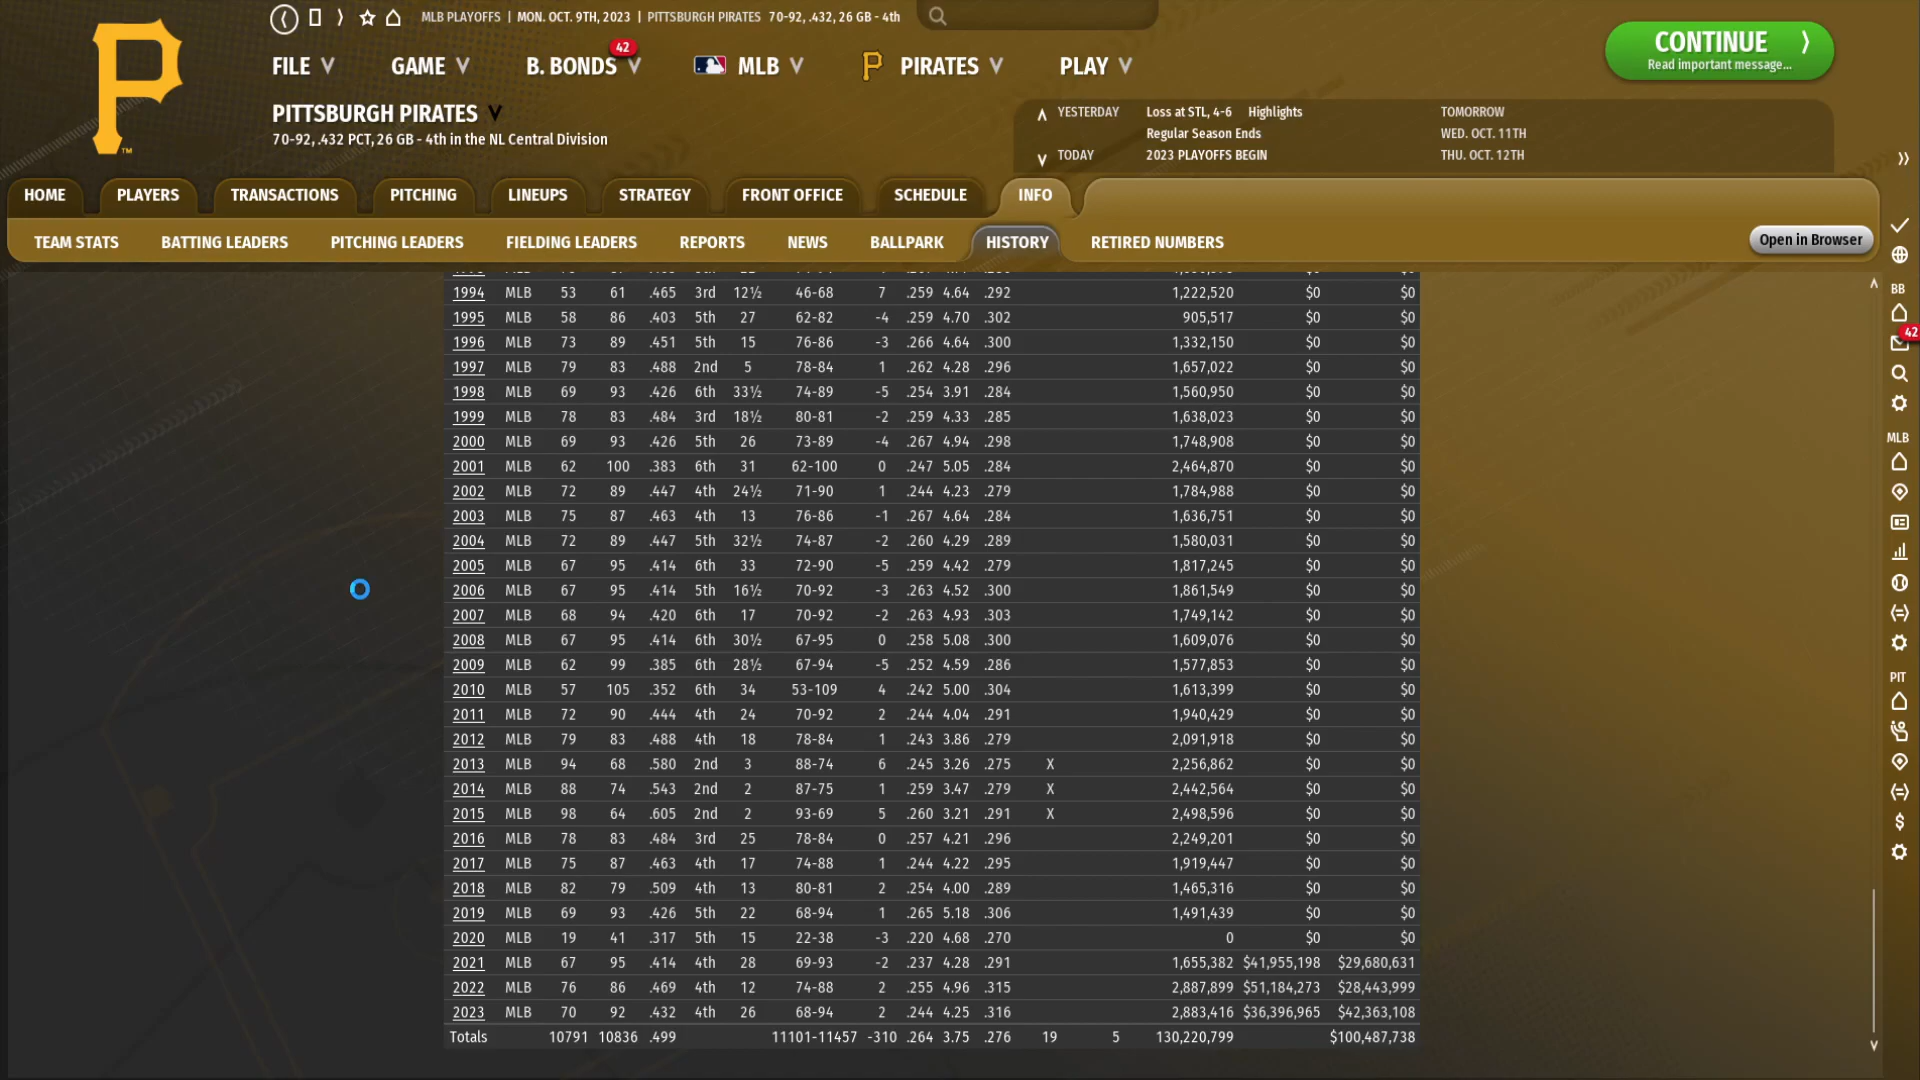 MLB PLAYOFFS | MON. OCT. 9TH, 2023 | PITTSBURGH PIRATES 70-92, .432, 26 GB - 4th
FILE GAME B. BONDS 42 MLB PIRATES PLAY
CONTINUE
Read important message...
PITTSBURGH PIRATES
70-92, .432 PCT, 26 GB - 4th in the NL Central Division
YESTERDAY Loss at STL, 4-6 Highlights TOMORROW
Regular Season Ends WED. OCT. 11TH
TODAY 2023 PLAYOFFS BEGIN THU. OCT. 12TH
HOME PLAYERS TRANSACTIONS PITCHING LINEUPS STRATEGY FRONT OFFICE SCHEDULE INFO
TEAM STATS BATTING LEADERS PITCHING LEADERS FIELDING LEADERS REPORTS NEWS BALLPARK HISTORY RETIRED NUMBERS Open in Browser
1994 MLB 53 61 .465 3rd 12½ 46-68 7 .259 4.64 .292 1,222,520 $0 $0
1995 MLB 58 86 .403 5th 27 62-82 -4 .259 4.70 .302 905,517 $0 $0
1996 MLB 73 89 .451 5th 15 76-86 -3 .266 4.64 .300 1,332,150 $0 $0
1997 MLB 79 83 .488 2nd 5 78-84 1 .262 4.28 .296 1,657,022 $0 $0
1998 MLB 69 93 .426 6th 33½ 74-89 -5 .254 3.91 .284 1,560,950 $0 $0
1999 MLB 78 83 .484 3rd 18½ 80-81 -2 .259 4.33 .285 1,638,023 $0 $0
2000 MLB 69 93 .426 5th 26 73-89 -4 .267 4.94 .298 1,748,908 $0 $0
2001 MLB 62 100 .383 6th 31 62-100 0 .247 5.05 .284 2,464,870 $0 $0
2002 MLB 72 89 .447 4th 24½ 71-90 1 .244 4.23 .279 1,784,988 $0 $0
2003 MLB 75 87 .463 4th 13 76-86 -1 .267 4.64 .284 1,636,751 $0 $0
2004 MLB 72 89 .447 5th 32½ 74-87 -2 .260 4.29 .289 1,580,031 $0 $0
2005 MLB 67 95 .414 6th 33 72-90 -5 .259 4.42 .279 1,817,245 $0 $0
2006 MLB 67 95 .414 5th 16½ 70-92 -3 .263 4.52 .300 1,861,549 $0 $0
2007 MLB 68 94 .420 6th 17 70-92 -2 .263 4.93 .303 1,749,142 $0 $0
2008 MLB 67 95 .414 6th 30½ 67-95 0 .258 5.08 .300 1,609,076 $0 $0
2009 MLB 62 99 .385 6th 28½ 67-94 -5 .252 4.59 .286 1,577,853 $0 $0
2010 MLB 57 105 .352 6th 34 53-109 4 .242 5.00 .304 1,613,399 $0 $0
2011 MLB 72 90 .444 4th 24 70-92 2 .244 4.04 .291 1,940,429 $0 $0
2012 MLB 79 83 .488 4th 18 78-84 1 .243 3.86 .279 2,091,918 $0 $0
2013 MLB 94 68 .580 2nd 3 88-74 6 .245 3.26 .275 X 2,256,862 $0 $0
2014 MLB 88 74 .543 2nd 2 87-75 1 .259 3.47 .279 X 2,442,564 $0 $0
2015 MLB 98 64 .605 2nd 2 93-69 5 .260 3.21 .291 X 2,498,596 $0 $0
2016 MLB 78 83 .484 3rd 25 78-84 0 .257 4.21 .296 2,249,201 $0 $0
2017 MLB 75 87 .463 4th 17 74-88 1 .244 4.22 .295 1,919,447 $0 $0
2018 MLB 82 79 .509 4th 13 80-81 2 .254 4.00 .289 1,465,316 $0 $0
2019 MLB 69 93 .426 5th 22 68-94 1 .265 5.18 .306 1,491,439 $0 $0
2020 MLB 19 41 .317 5th 15 22-38 -3 .220 4.68 .270 0 $0 $0
2021 MLB 67 95 .414 4th 28 69-93 -2 .237 4.28 .291 1,655,382 $41,955,198 $29,680,631
2022 MLB 76 86 .469 4th 12 74-88 2 .255 4.96 .315 2,887,899 $51,184,273 $28,443,999
2023 MLB 70 92 .432 4th 26 68-94 2 .244 4.25 .316 2,883,416 $36,396,965 $42,363,108
Totals 10791 10836 .499 11101-11457 -310 .264 3.75 .276 19 5 130,220,799 $100,487,738
BB
42
MLB
PIT